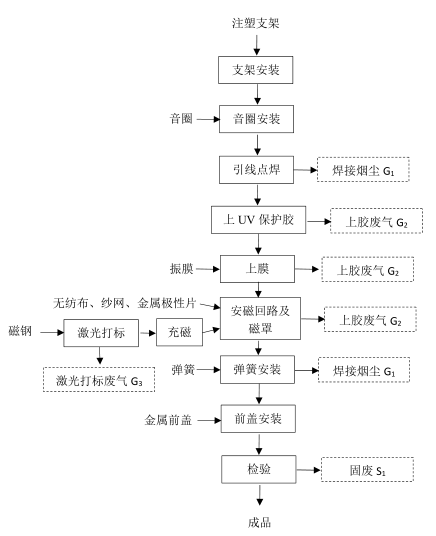 注塑支架
支架安装
音圈 音圈安装
引线点焊 焊接烟尘 G₁
上 UV 保护胶 上胶废气 G₂
振膜 上膜 上胶废气 G₂
无纺布、纱网、金属极性片
安磁回路及
磁罩
上胶废气 G₂
磁钢 激光打标 充磁
激光打标废气 G₃
弹簧 弹簧安装 焊接烟尘 G₁
金属前盖 前盖安装
检验 固废 S₁
成品